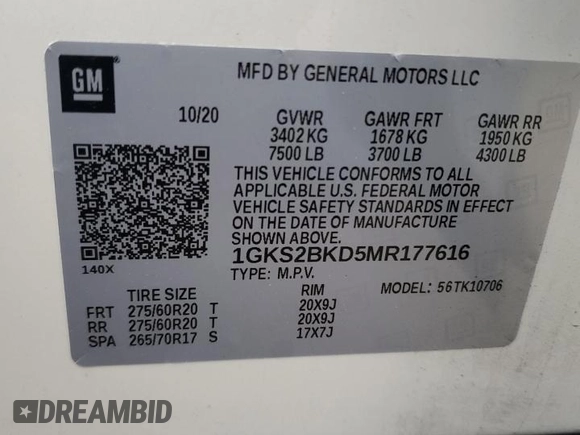 GM
MFD BY GENERAL MOTORS LLC
10/20 GVWR GAWR FRT GAWR RR
3402 KG 1678 KG 1950 KG
7500 LB 3700 LB 4300 LB
THIS VEHICLE CONFORMS TO ALL
APPLICABLE U.S. FEDERAL MOTOR
VEHICLE SAFETY STANDARDS IN EFFECT
ON THE DATE OF MANUFACTURE
SHOWN ABOVE.
140X
1GKS2BKD5MR177616
TYPE: M.P.V. MODEL: 56TK10706
TIRE SIZE RIM
FRT 275/60R20 T 20X9J
RR 275/60R20 T 20X9J
SPA 265/70R17 S 17X7J
DREAMBID